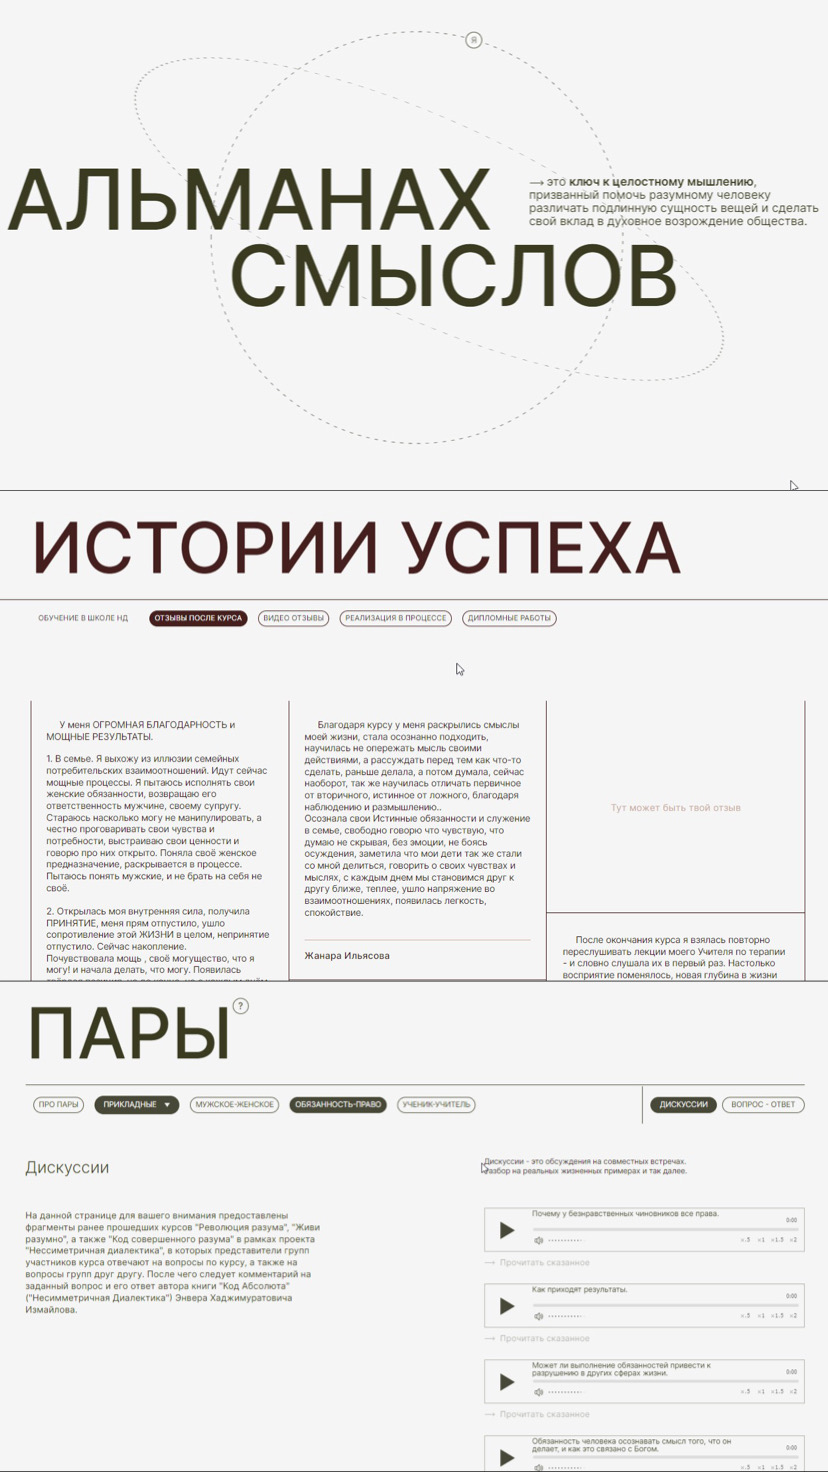 Я
АЛЬМАНАХ
СМЫСЛОВ
→ это ключ к целостному мышлению,
призванный помочь разумному человеку
различать подлинную сущность вещей и сделать
свой вклад в духовное возрождение общества.
ИСТОРИИ УСПЕХА
ОБУЧЕНИЕ В ШКОЛЕ НД
ОТЗЫВЫ ПОСЛЕ КУРСА
ВИДЕО ОТЗЫВЫ
РЕАЛИЗАЦИЯ В ПРОЦЕССЕ
ДИПЛОМНЫЕ РАБОТЫ
У меня ОГРОМНАЯ БЛАГОДАРНОСТЬ и
МОЩНЫЕ РЕЗУЛЬТАТЫ.
1. В семье. Я выхожу из иллюзии семейных
потребительских взаимоотношений. Идут сейчас
мощные процессы. Я пытаюсь исполнять свои
женские обязанности, возвращаю его
ответственность мужчине, своему супругу.
Стараюсь насколько могу не манипулировать, а
честно проговаривать свои чувства и
потребности, выстраиваю свои ценности и
говорю про них открыто. Поняла своё женское
предназначение, раскрывается в процессе.
Пытаюсь понять мужские, и не брать на себя не
своё.
2. Открылась моя внутренняя сила, получила
ПРИНЯТИЕ, меня прям отпустило, ушло
сопротивление этой ЖИЗНИ в целом, непринятие
отпустило. Сейчас накопление.
Почувствовала мощь , своё могущество, что я
могу! и начала делать, что могу. Появилась
Благодаря курсу у меня раскрылись смыслы
моей жизни, стала осознанно подходить,
научилась не опережать мысль своими
действиями, а рассуждать перед тем как что-то
сделать, раньше делала, а потом думала, сейчас
наоборот, так же научилась отличать первичное
от вторичного, истинное от ложного, благодаря
наблюдению и размышлению..
Осознала свои Истинные обязанности и служение
в семье, свободно говорю что чувствую, что
думаю не скрывая, без эмоции, не боясь
осуждения, заметила что мои дети так же стали
со мной делиться, говорить о своих чувствах и
мыслях, с каждым днем мы становимся друг к
другу ближе, теплее, ушло напряжение во
взаимоотношениях, появилась легкость,
спокойствие.
Жанара Ильясова
Тут может быть твой отзыв
После окончания курса я взялась повторно
переслушивать лекции моего Учителя по терапии
- и словно слушала их в первый раз. Настолько
восприятие поменялось, новая глубина в жизни
ПАРЫ
?
ПРО ПАРЫ
ПРИКЛАДНЫЕ
МУЖСКОЕ-ЖЕНСКОЕ
ОБЯЗАННОСТЬ-ПРАВО
УЧЕНИК-УЧИТЕЛЬ
ДИСКУССИИ
ВОПРОС - ОТВЕТ
Дискуссии
Дискуссии - это обсуждения на совместных встречах.
Разбор на реальных жизненных примерах и так далее.
На данной странице для вашего внимания предоставлены
фрагменты ранее прошедших курсов "Революция разума", "Живи
разумно", а также "Код совершенного разума" в рамках проекта
"Нессиметричная диалектика", в которых представители групп
участников курса отвечают на вопросы по курсу, а также на
вопросы групп друг другу. После чего следует комментарий на
заданный вопрос и его ответ автора книги "Код Абсолюта"
("Несимметричная Диалектика") Энвера Хаджимуратовича
Измайлова.
Почему у безнравственных чиновников все права.
0:00
×.5 ×1 ×1.5 ×2
→ Прочитать сказанное
Как приходят результаты.
0:00
×.5 ×1 ×1.5 ×2
→ Прочитать сказанное
Может ли выполнение обязанностей привести к
разрушению в других сферах жизни.
0:00
×.5 ×1 ×1.5 ×2
→ Прочитать сказанное
Обязанность человека осознавать смысл того, что он
делает, и как это связано с Богом.
0:00
×.5 ×1 ×1.5 ×2